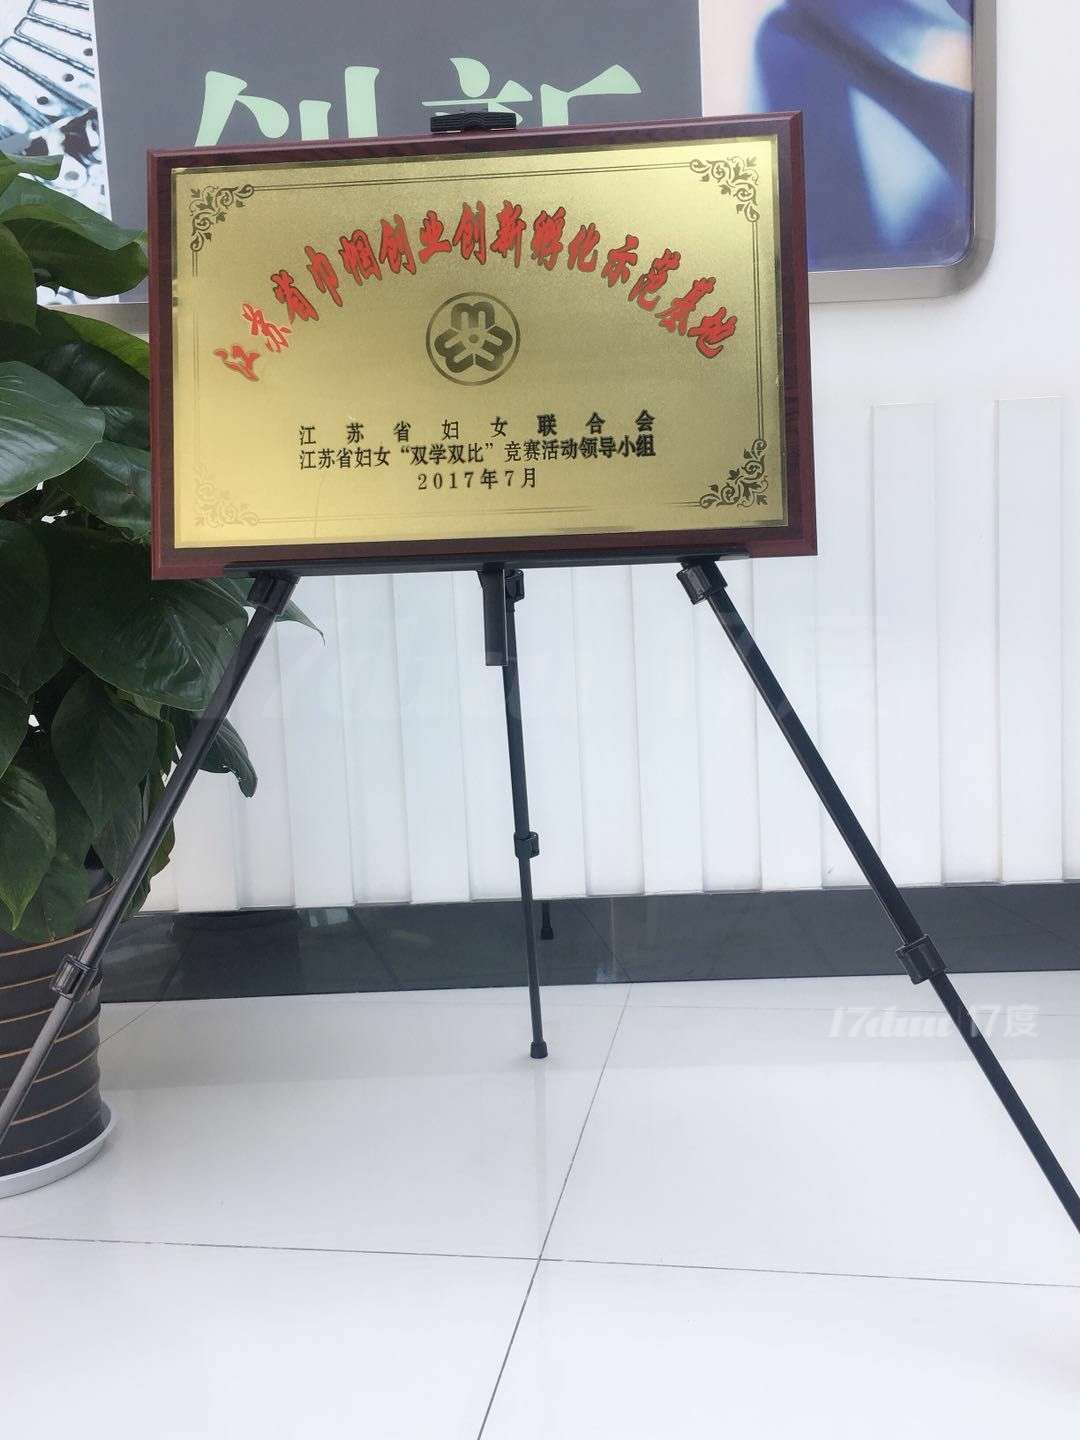 创新
江苏省巾帼创业创新孵化示范基地
江苏省妇女联合会
江苏省妇女“双学双比”竞赛活动领导小组
2017年7月
17dm 17度